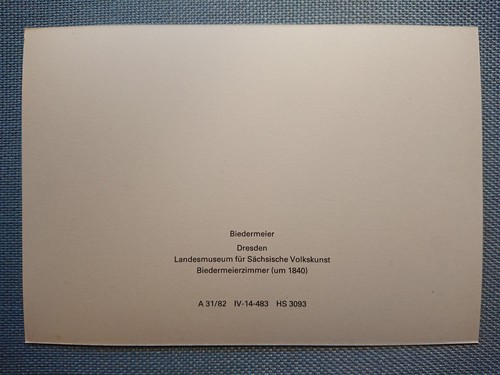 Biedermeier
Dresden
Landesmuseum für Sächsische Volkskunst
Biedermeierzimmer (um 1840)
A 31/82 IV-14-483 HS 3093